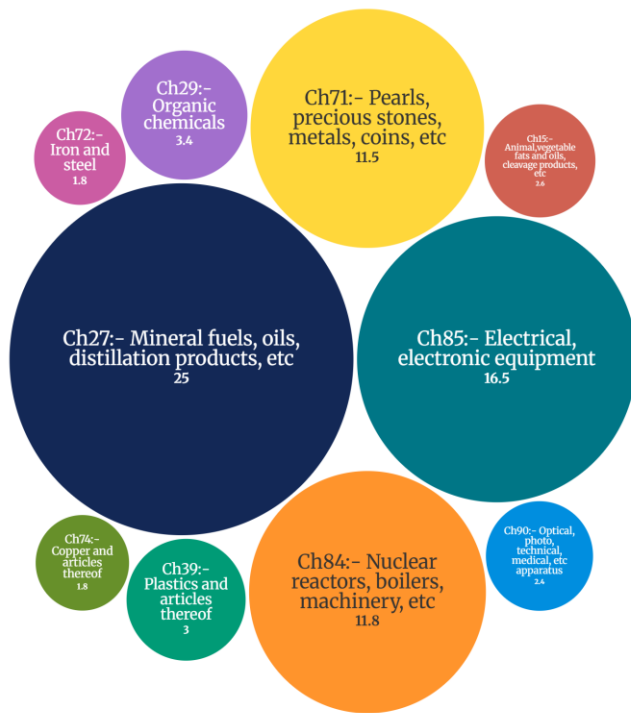 Ch29:-
Organic
chemicals
3.4
Ch71:- Pearls,
precious stones,
metals, coins, etc
11.5
Ch72:-
Iron and
steel
1.8
Ch15:-
Animal,vegetable
fats and oils,
cleavage products,
etc
2.6
Ch27:- Mineral fuels, oils,
distillation products, etc
25
Ch85:- Electrical,
electronic equipment
16.5
Ch74:-
Copper and
articles
thereof
1.8
Ch39:-
Plastics and
articles
thereof
3
Ch84:- Nuclear
reactors, boilers,
machinery, etc
11.8
Ch90:- Optical,
photo,
technical,
medical, etc
apparatus
2.4